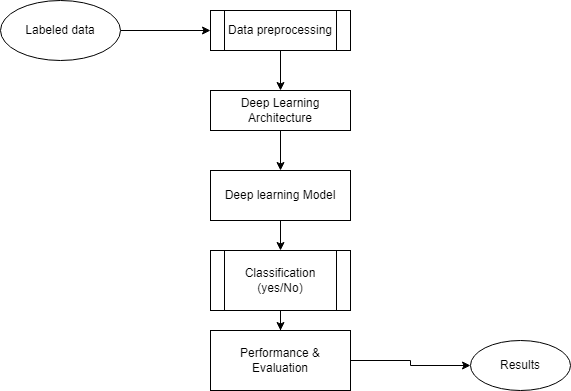 Labeled data
Data preprocessing
Deep Learning
Architecture
Deep learning Model
Classification
(yes/No)
Performance &
Evaluation
Results